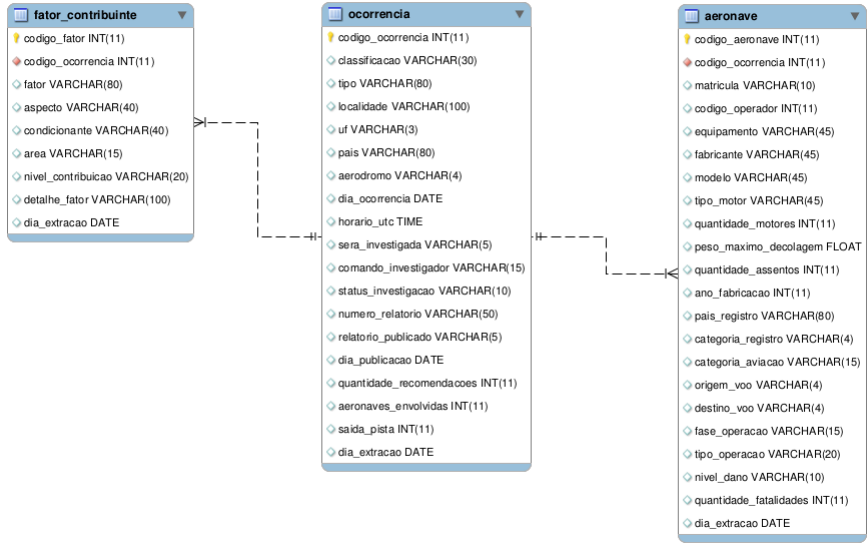 fator_contribuinte
codigo_fator INT(11)
codigo_ocorrencia INT(11)
fator VARCHAR(80)
aspecto VARCHAR(40)
condicionante VARCHAR(40)
area VARCHAR(15)
nivel_contribuicao VARCHAR(20)
detalhe_fator VARCHAR(100)
dia_extracao DATE
ocorrencia
codigo_ocorrencia INT(11)
classificacao VARCHAR(30)
tipo VARCHAR(80)
localidade VARCHAR(100)
uf VARCHAR(3)
pais VARCHAR(80)
aerodromo VARCHAR(4)
dia_ocorrencia DATE
horario_utc TIME
sera_investigada VARCHAR(5)
comando_investigador VARCHAR(15)
status_investigacao VARCHAR(10)
numero_relatorio VARCHAR(50)
relatorio_publicado VARCHAR(5)
dia_publicacao DATE
quantidade_recomendacoes INT(11)
aeronaves_envolvidas INT(11)
saida_pista INT(11)
dia_extracao DATE
aeronave
codigo_aeronave INT(11)
codigo_ocorrencia INT(11)
matricula VARCHAR(10)
codigo_operador INT(11)
equipamento VARCHAR(45)
fabricante VARCHAR(45)
modelo VARCHAR(45)
tipo_motor VARCHAR(45)
quantidade_motores INT(11)
peso_maximo_decolagem FLOAT
quantidade_assentos INT(11)
ano_fabricacao INT(11)
pais_registro VARCHAR(80)
categoria_registro VARCHAR(4)
categoria_aviacao VARCHAR(15)
origem_voo VARCHAR(4)
destino_voo VARCHAR(4)
fase_operacao VARCHAR(15)
tipo_operacao VARCHAR(20)
nivel_dano VARCHAR(10)
quantidade_fatalidades INT(11)
dia_extracao DATE